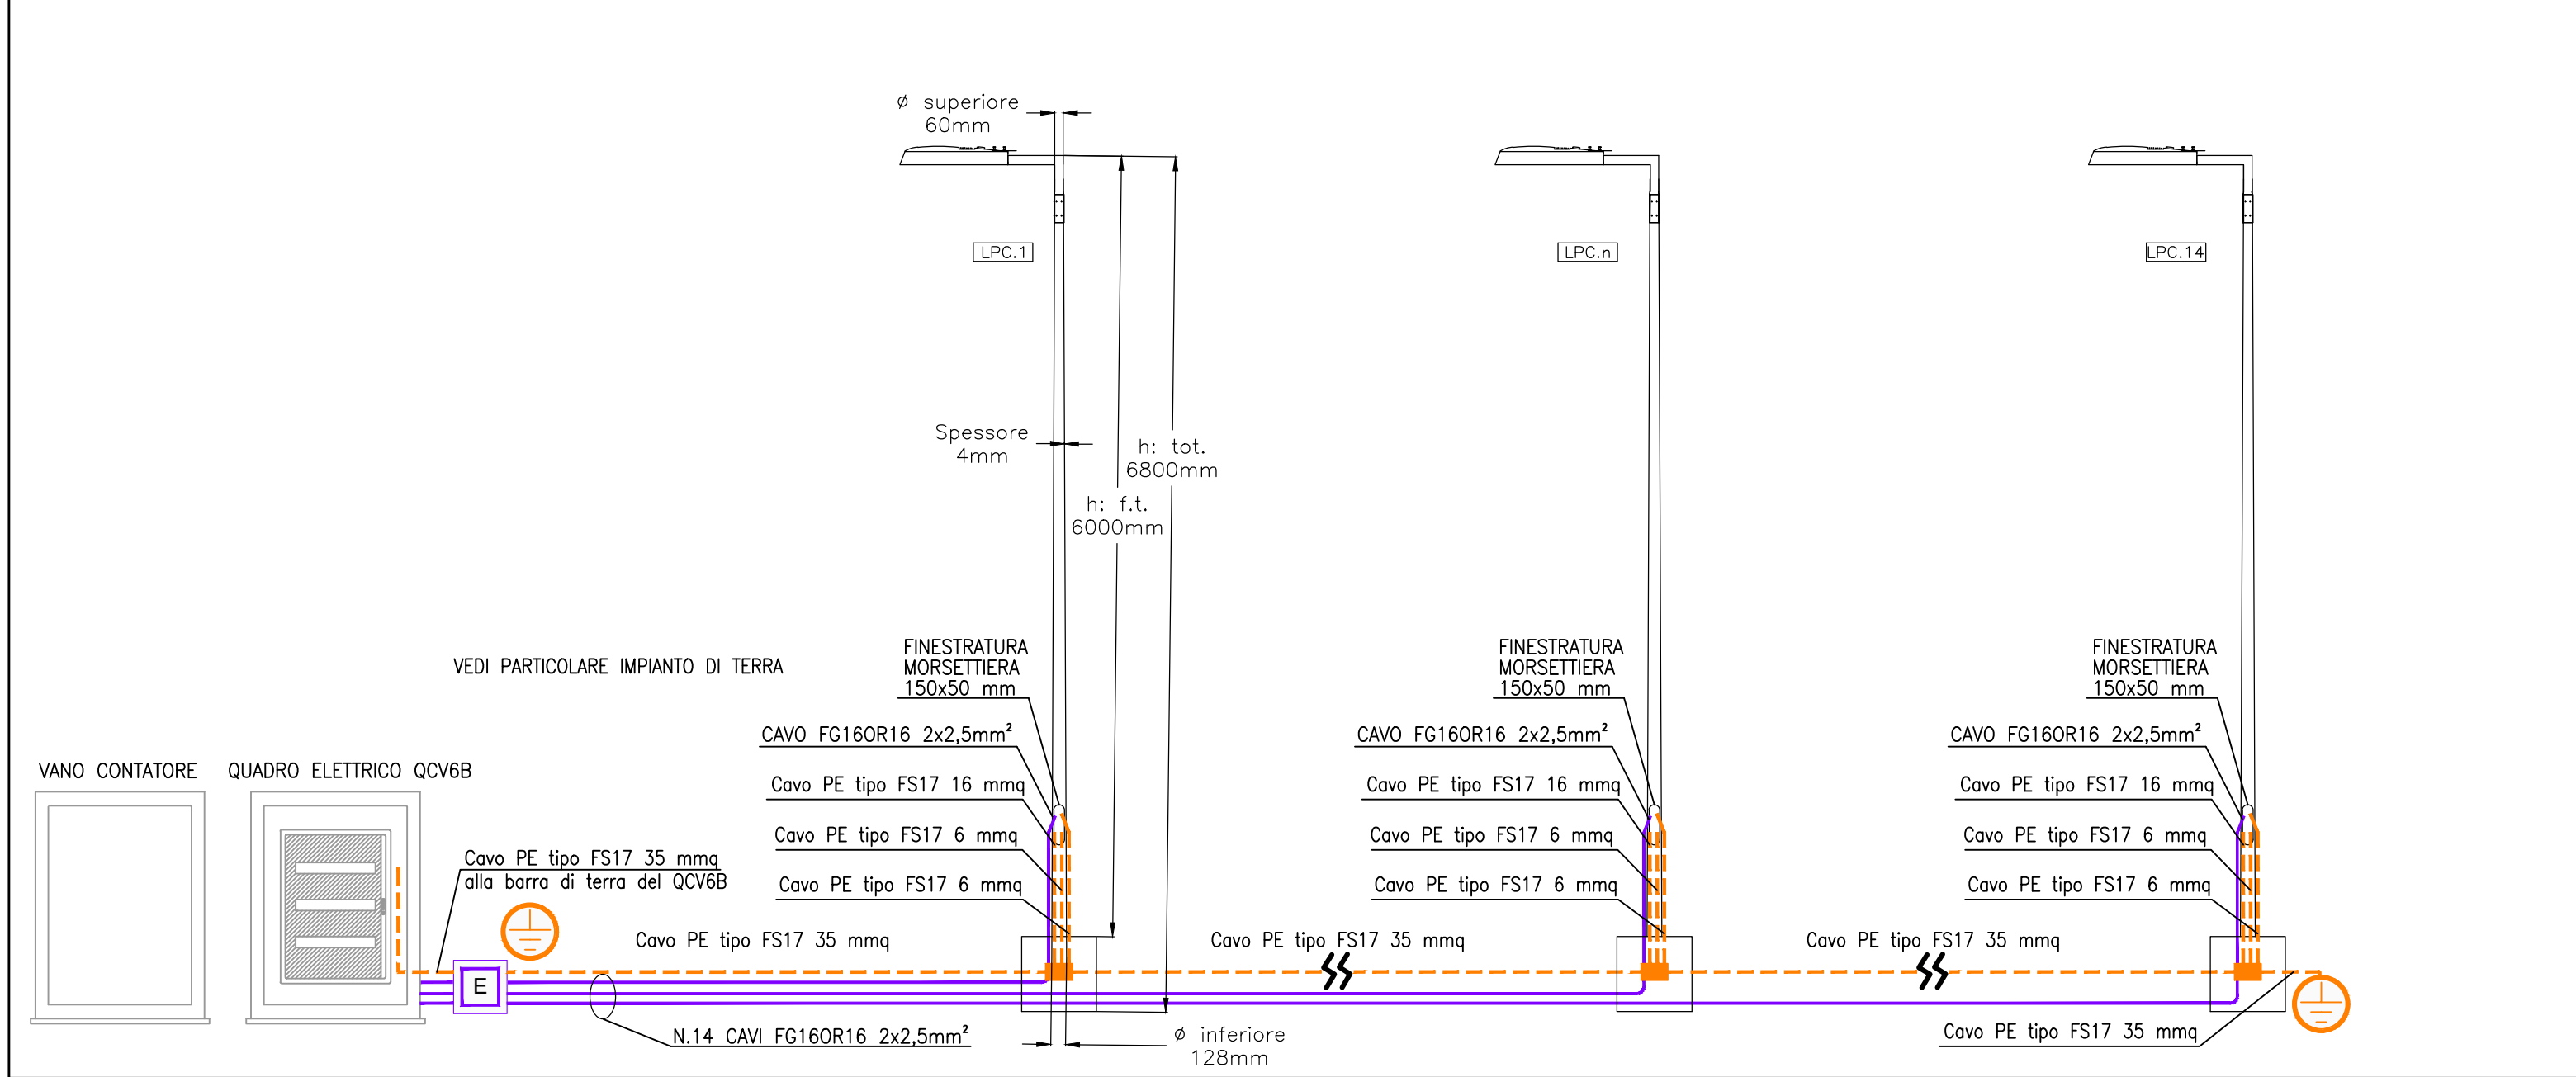 Ø superiore
60mm
LPC.1
LPC.n
LPC.14
Spessore
4mm
h: tot.
6800mm
h: f.t.
6000mm
VEDI PARTICOLARE IMPIANTO DI TERRA
FINESTRATURA
MORSETTIERA
150x50 mm
FINESTRATURA
MORSETTIERA
150x50 mm
FINESTRATURA
MORSETTIERA
150x50 mm
CAVO FG16OR16 2x2,5mm²
CAVO FG16OR16 2x2,5mm²
CAVO FG16OR16 2x2,5mm²
VANO CONTATORE
QUADRO ELETTRICO QCV6B
Cavo PE tipo FS17 16 mmq
Cavo PE tipo FS17 16 mmq
Cavo PE tipo FS17 16 mmq
Cavo PE tipo FS17 6 mmq
Cavo PE tipo FS17 6 mmq
Cavo PE tipo FS17 6 mmq
Cavo PE tipo FS17 35 mmq
alla barra di terra del QCV6B
Cavo PE tipo FS17 6 mmq
Cavo PE tipo FS17 6 mmq
Cavo PE tipo FS17 6 mmq
Cavo PE tipo FS17 35 mmq
Cavo PE tipo FS17 35 mmq
Cavo PE tipo FS17 35 mmq
E
N.14 CAVI FG16OR16 2x2,5mm²
Ø inferiore
128mm
Cavo PE tipo FS17 35 mmq